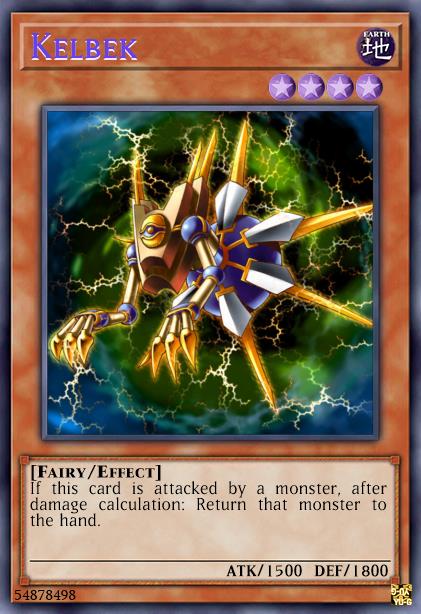 Kelbek
EARTH
地
[Fairy/Effect]
If this card is attacked by a monster, after
damage calculation: Return that monster to
the hand.
ATK/1500 DEF/1800
54878498